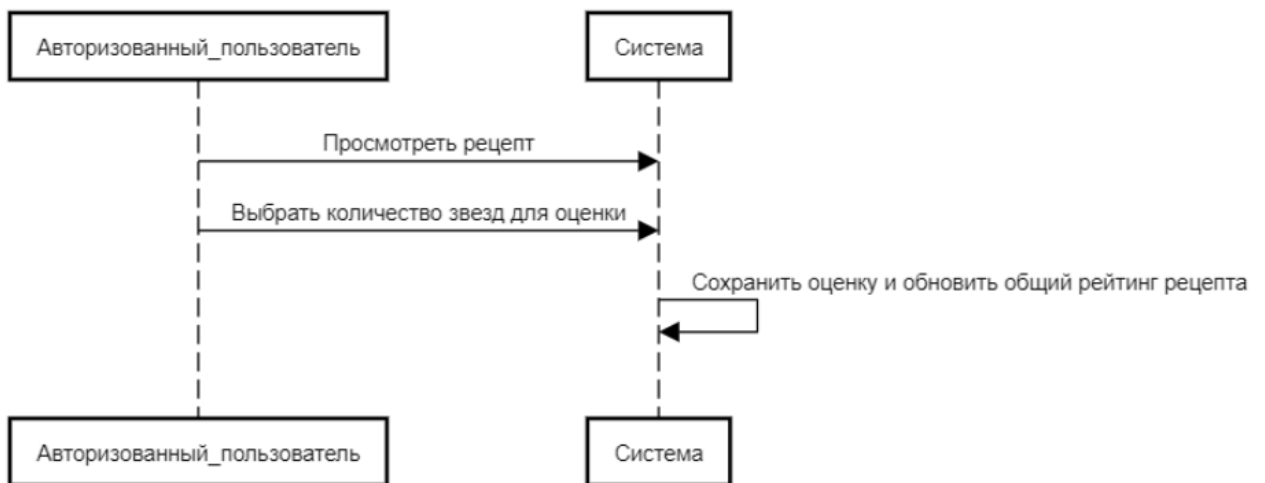 Авторизованный_пользователь
Система
Просмотреть рецепт
Выбрать количество звезд для оценки
Сохранить оценку и обновить общий рейтинг рецепта
Авторизованный_пользователь
Система